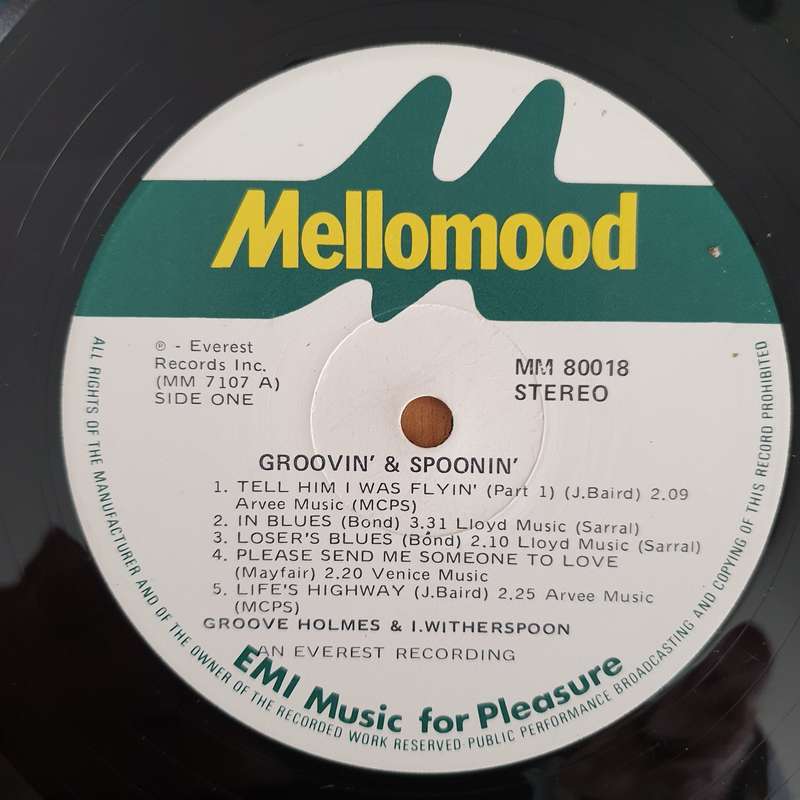 Mellomood
℗ - Everest
Records Inc.
(MM 7107 A)
SIDE ONE
MM 80018
STEREO
GROOVIN' & SPOONIN'
1. TELL HIM I WAS FLYIN' (Part 1) (J.Baird) 2.09
Arvee Music (MCPS)
2. IN BLUES (Bond) 3.31 Lloyd Music (Sarral)
3. LOSER'S BLUES (Bond) 2.10 Lloyd Music (Sarral)
4. PLEASE SEND ME SOMEONE TO LOVE
(Mayfair) 2.20 Venice Music
5. LIFE'S HIGHWAY (J.Baird) 2.25 Arvee Music
(MCPS)
GROOVE HOLMES & I.WITHERSPOON
AN EVEREST RECORDING
EMI Music for Pleasure
ALL RIGHTS OF THE MANUFACTURER AND OF THE OWNER OF THE RECORDED WORK RESERVED PUBLIC PERFORMANCE BROADCASTING AND COPYING OF THIS RECORD PROHIBITED